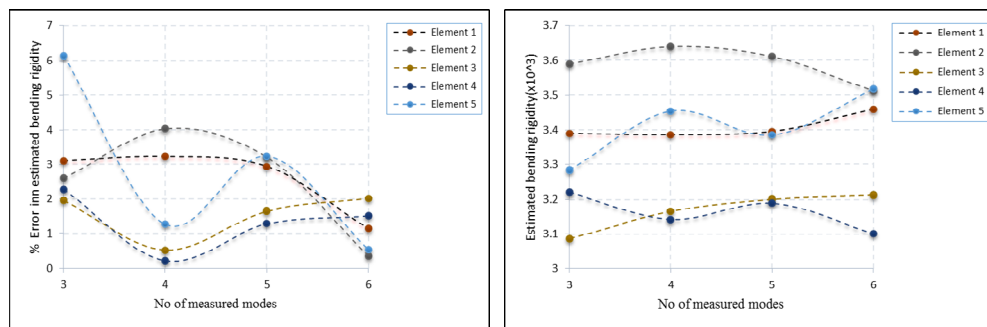 % Error inn estimated bending rigidity
7
6
5
4
3
2
1
0
3 4 5 6
No of measured modes
Element 1
Element 2
Element 3
Element 4
Element 5
Estimated bending rigidity(x10^3)
3.7
3.6
3.5
3.4
3.3
3.2
3.1
3
3 4 5 6
No of measured modes
Element 1
Element 2
Element 3
Element 4
Element 5